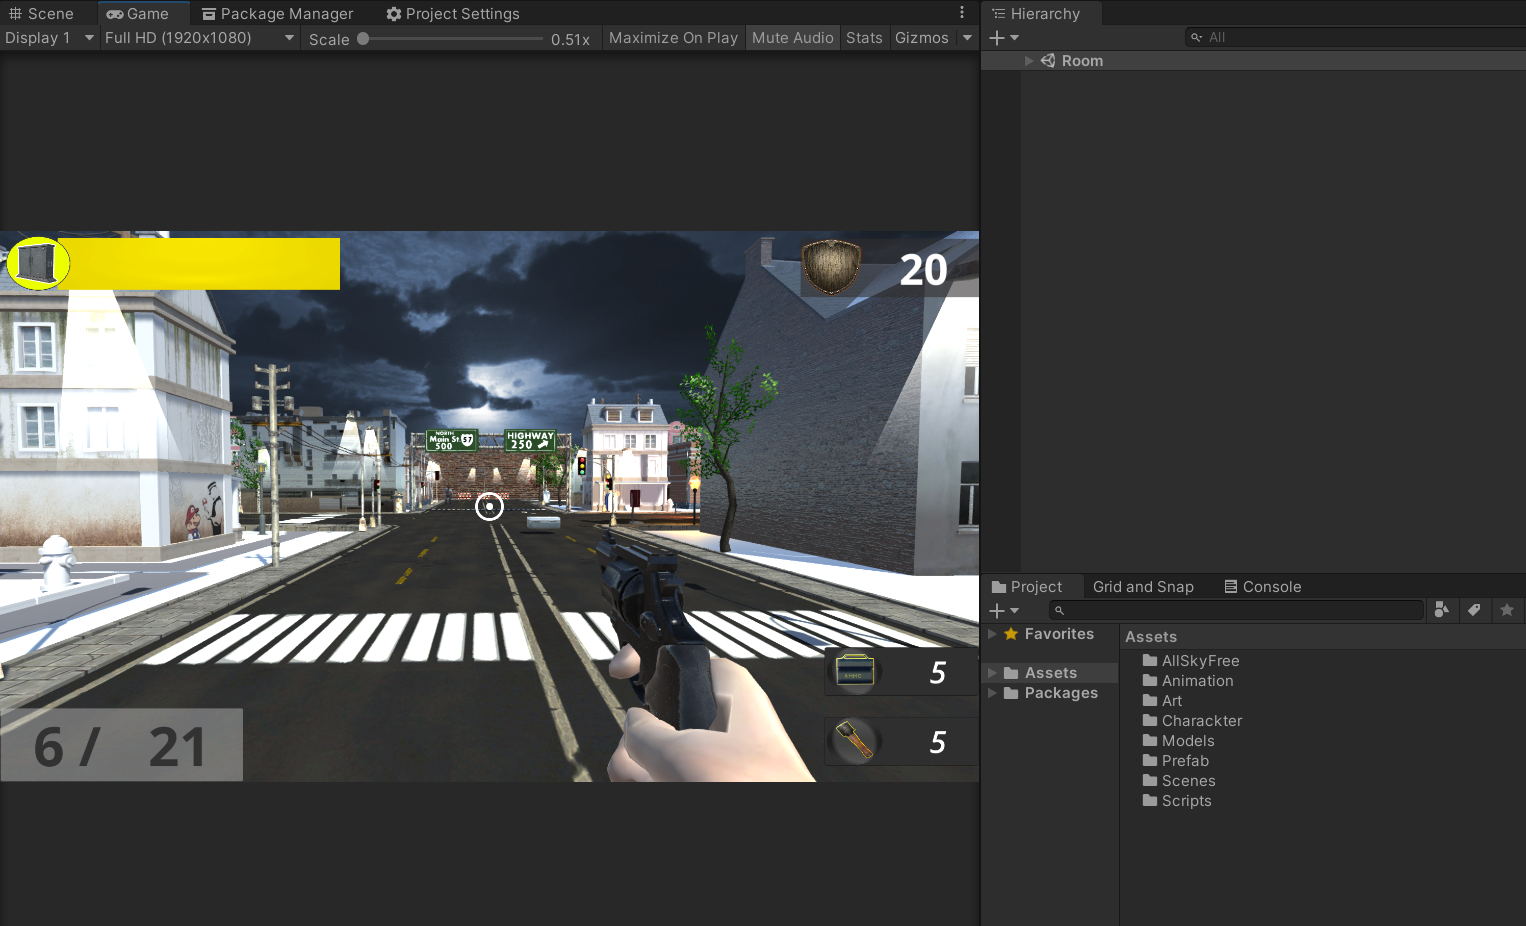 Scene
Game
Package Manager
Project Settings
Hierarchy
Display 1
Full HD (1920x1080)
Scale
0.51x
Maximize On Play
Mute Audio
Stats
Gizmos
All
Room
20
NORTH
Main St. 37
500
HIGHWAY
250
5
5
6 / 21
Project
Grid and Snap
Console
Favorites
Assets
Packages
Assets
AllSkyFree
Animation
Art
Charackter
Models
Prefab
Scenes
Scripts